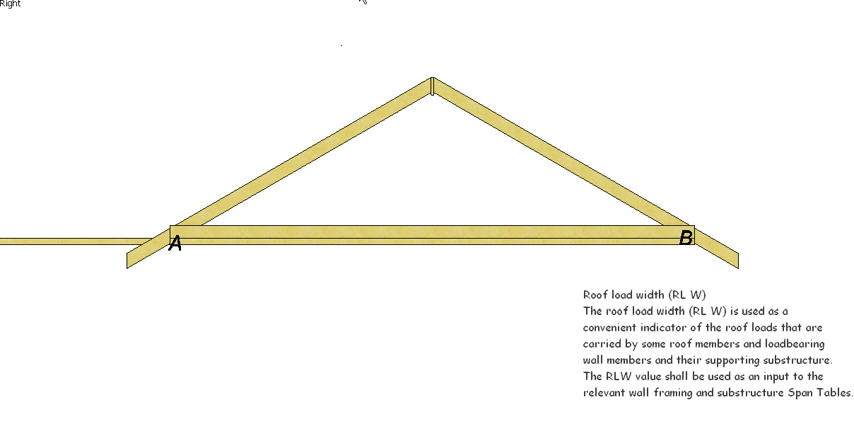 Right
A
B
Roof load width (RL W)
The roof load width (RL W) is used as a
convenient indicator of the roof loads that are
carried by some roof members and loadbearing
wall members and their supporting substructure.
The RLW value shall be used as an input to the
relevant wall framing and substructure Span Tables.